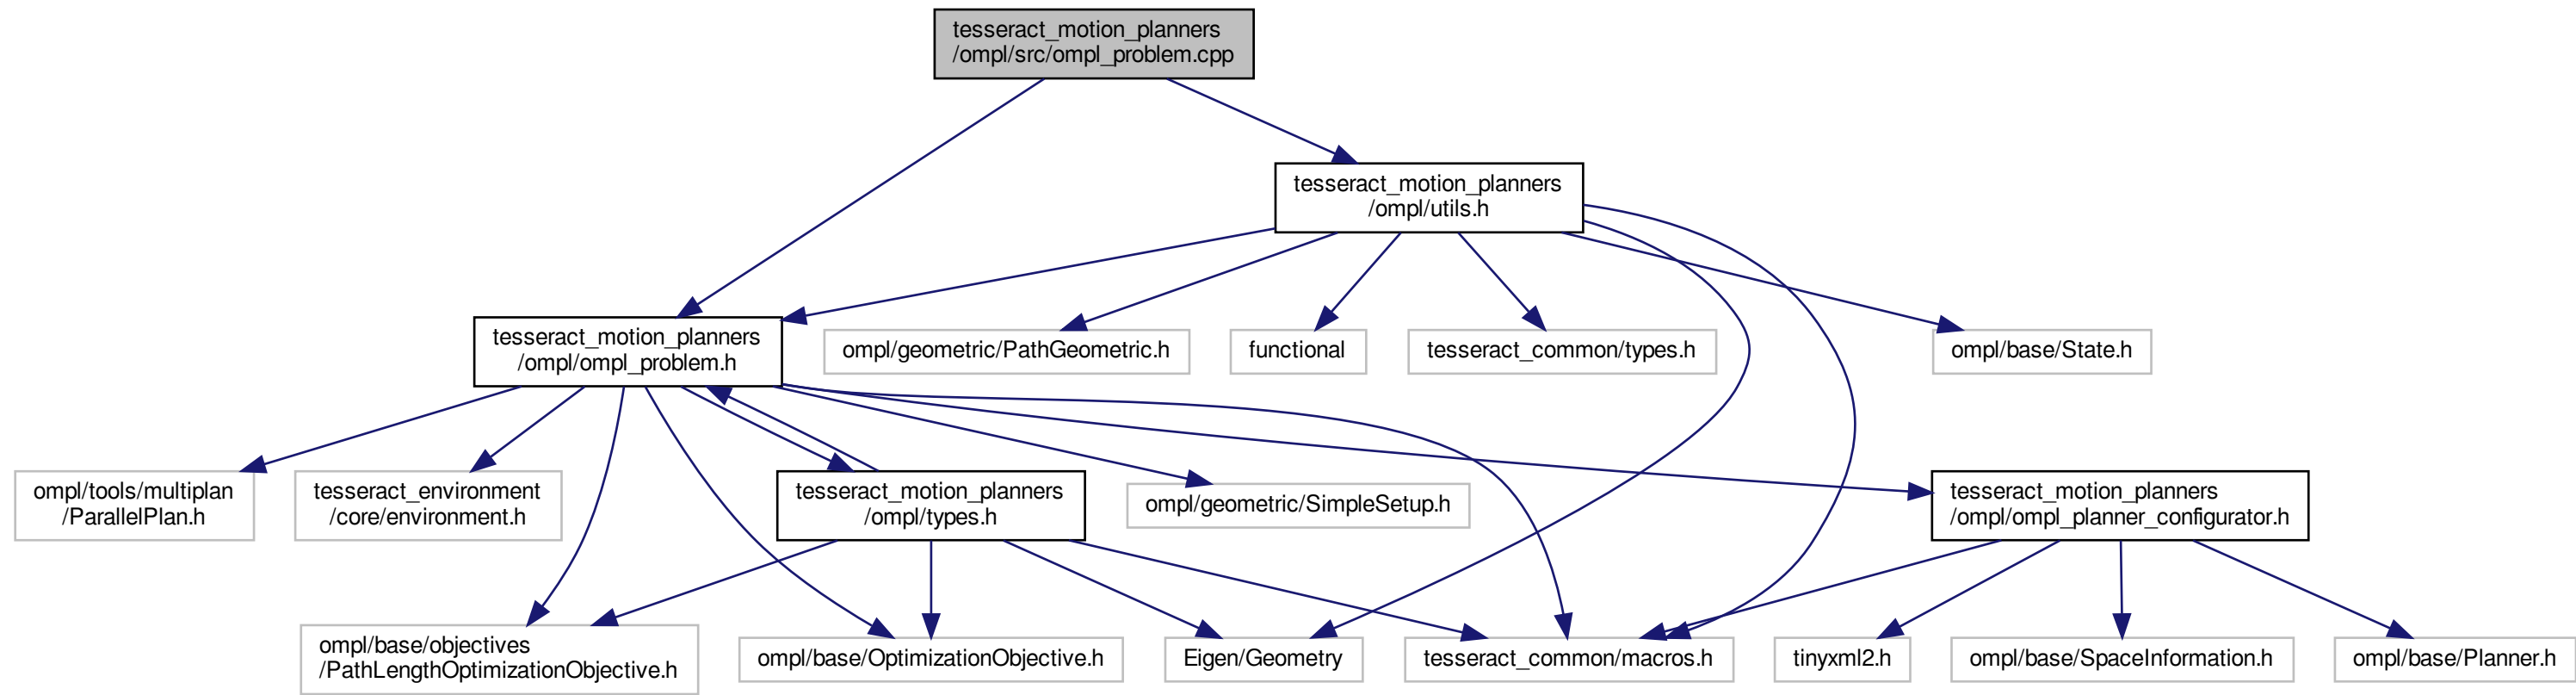 tesseract_motion_planners
/ompl/src/ompl_problem.cpp
tesseract_motion_planners
/ompl/utils.h
tesseract_motion_planners
/ompl/ompl_problem.h
ompl/geometric/PathGeometric.h
functional
tesseract_common/types.h
ompl/base/State.h
ompl/tools/multiplan
/ParallelPlan.h
tesseract_environment
/core/environment.h
tesseract_motion_planners
/ompl/types.h
ompl/geometric/SimpleSetup.h
tesseract_motion_planners
/ompl/ompl_planner_configurator.h
ompl/base/objectives
/PathLengthOptimizationObjective.h
ompl/base/OptimizationObjective.h
Eigen/Geometry
tesseract_common/macros.h
tinyxml2.h
ompl/base/SpaceInformation.h
ompl/base/Planner.h